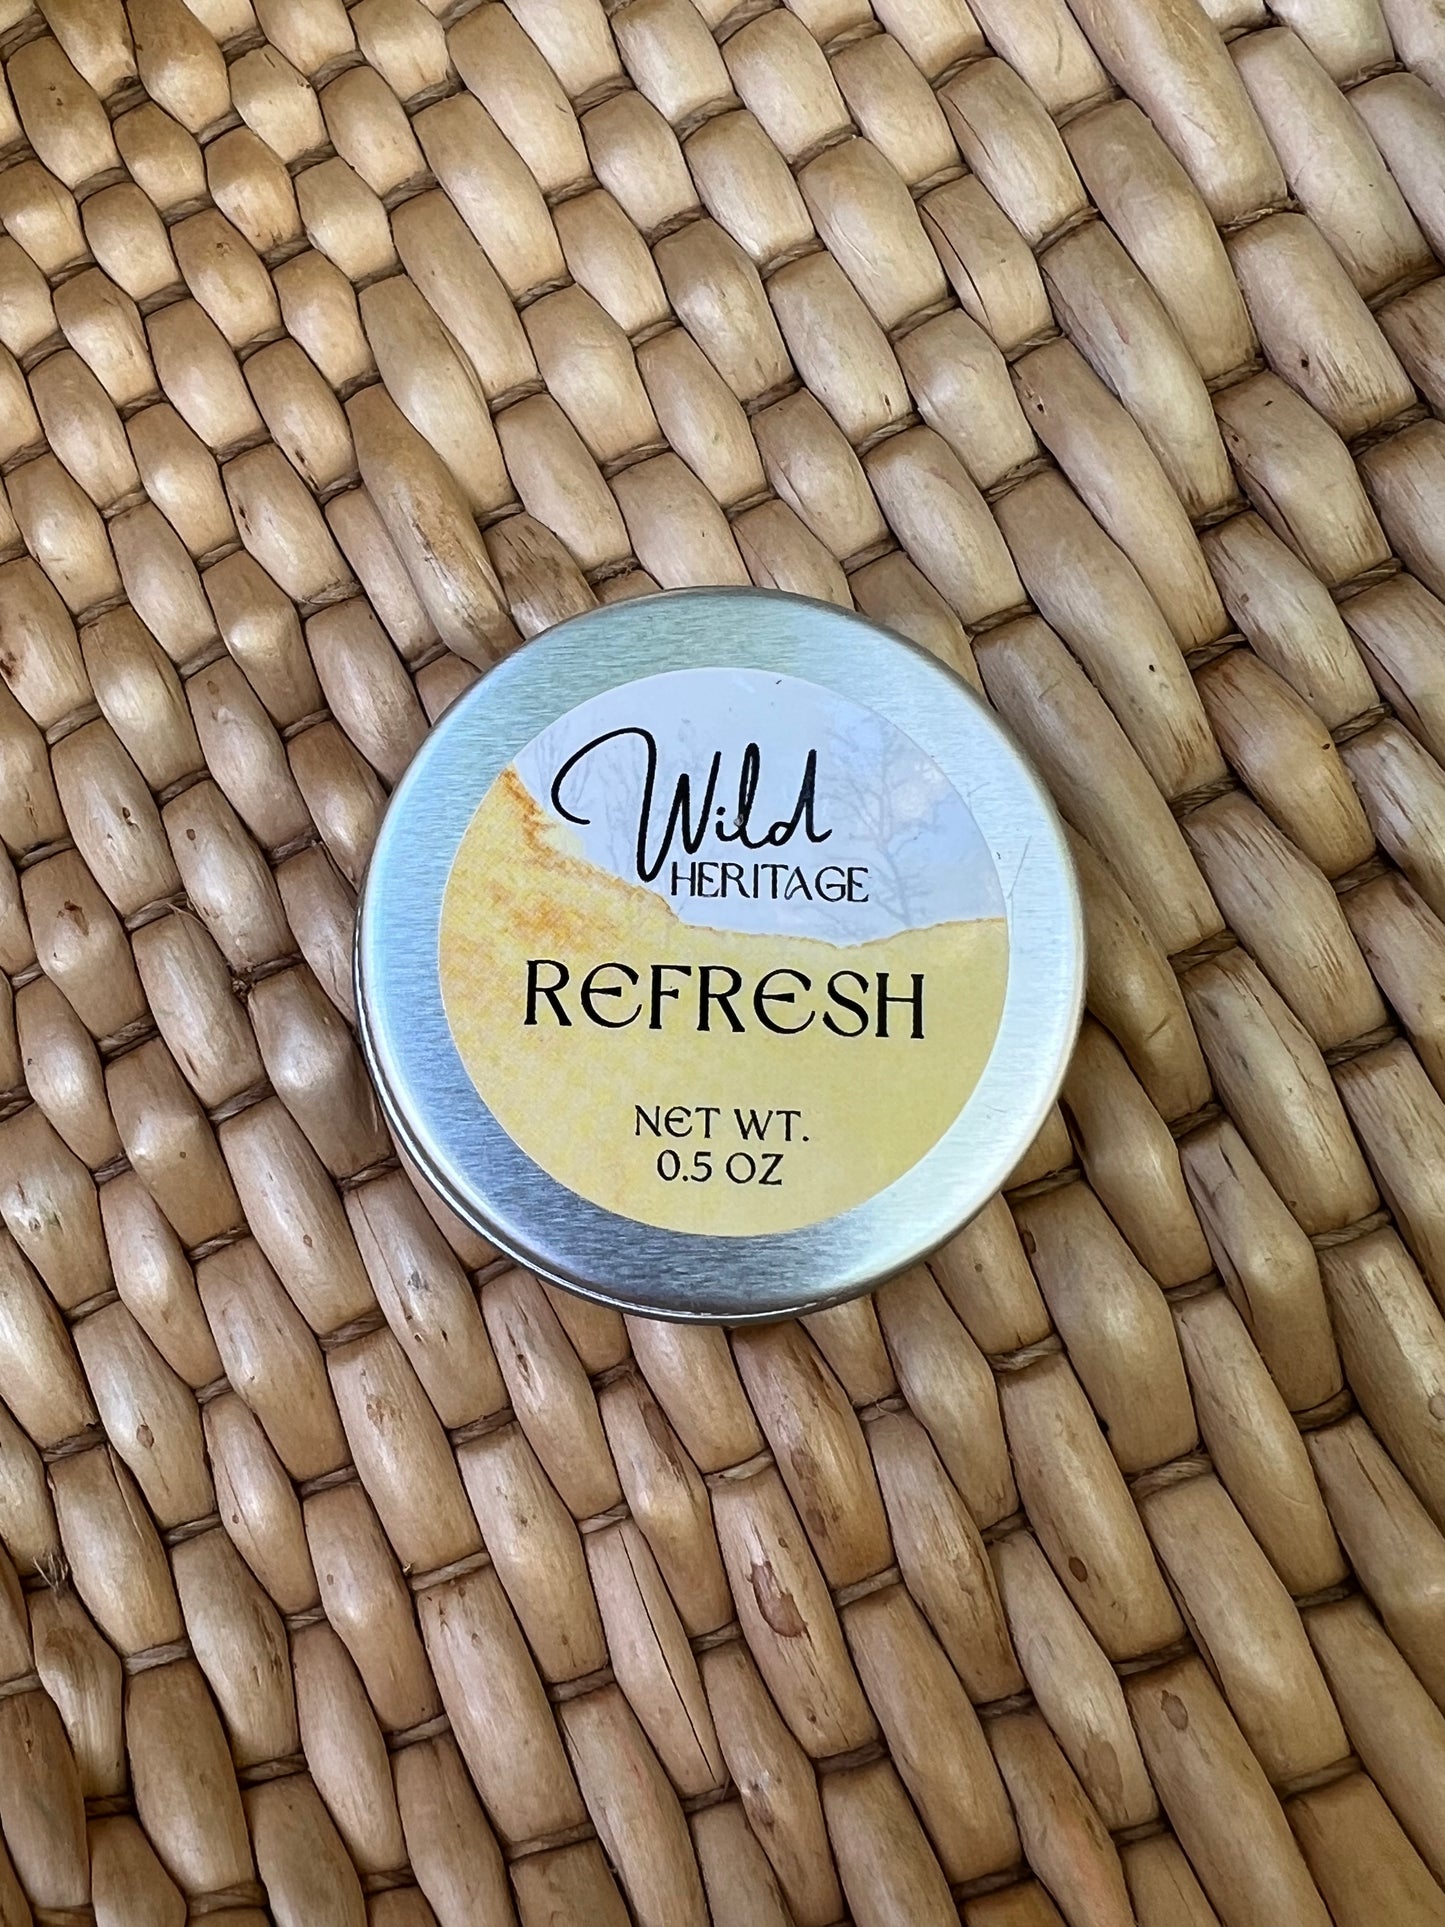 Wild
HERITAGE
REFRESH
NET WT.
0.5 OZ